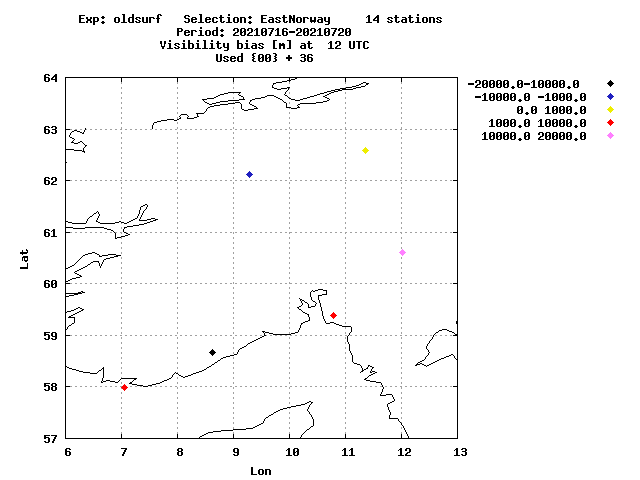 Exp: oldsurf   Selection: EastNorway     14 stations
Period: 20210716-20210720
Visibility bias [m] at  12 UTC
Used {00} + 36
-20000.0-10000.0
-10000.0 -1000.0
0.0 1000.0
1000.0 10000.0
10000.0 20000.0
64
63
62
61
60
59
58
57
Lat
6 7 8 9 10 11 12 13
Lon